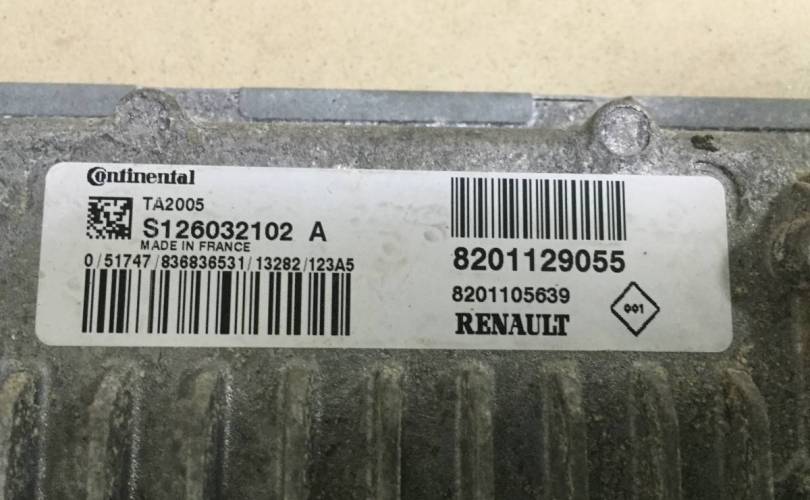 Continental
TA2005
S126032102 A
MADE IN FRANCE
0/51747/836836531/13282/123A5
8201129055
8201105639
RENAULT
001